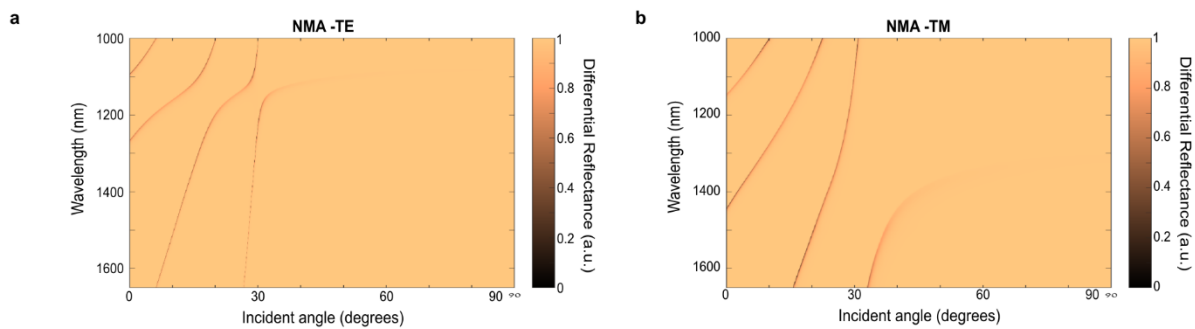 a
NMA -TE
1000
1200
1400
1600
Wavelength (nm)
0
30
60
90
Incident angle (degrees)
1
0.8
0.6
0.4
0.2
0
Differential Reflectance (a.u.)
b
NMA -TM
1000
1200
1400
1600
Wavelength (nm)
0
30
60
90
Incident angle (degrees)
1
0.8
0.6
0.4
0.2
0
Differential Reflectance (a.u.)